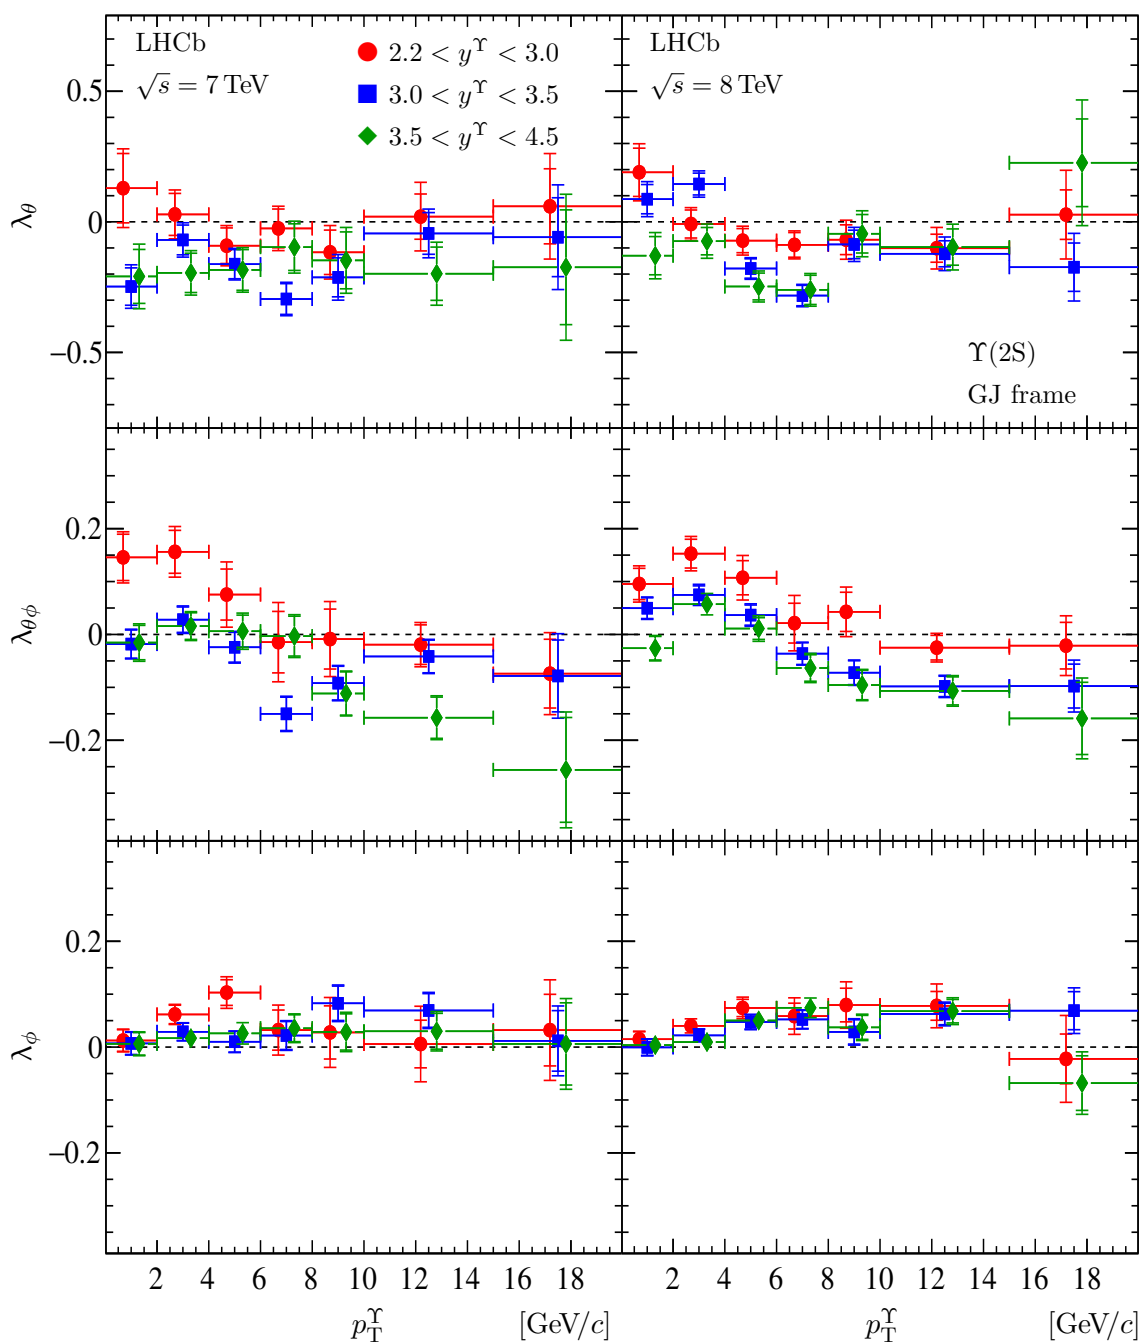 LHCb
√s = 7 TeV
2.2 < y^Υ < 3.0
3.0 < y^Υ < 3.5
3.5 < y^Υ < 4.5
LHCb
√s = 8 TeV
Υ(2S)
GJ frame
λ_θ
0.5
0
−0.5
λ_θϕ
0.2
0
−0.2
λ_ϕ
0.2
0
−0.2
2 4 6 8 10 12 14 16 18
2 4 6 8 10 12 14 16 18
p_T^Υ [GeV/c]
p_T^Υ [GeV/c]